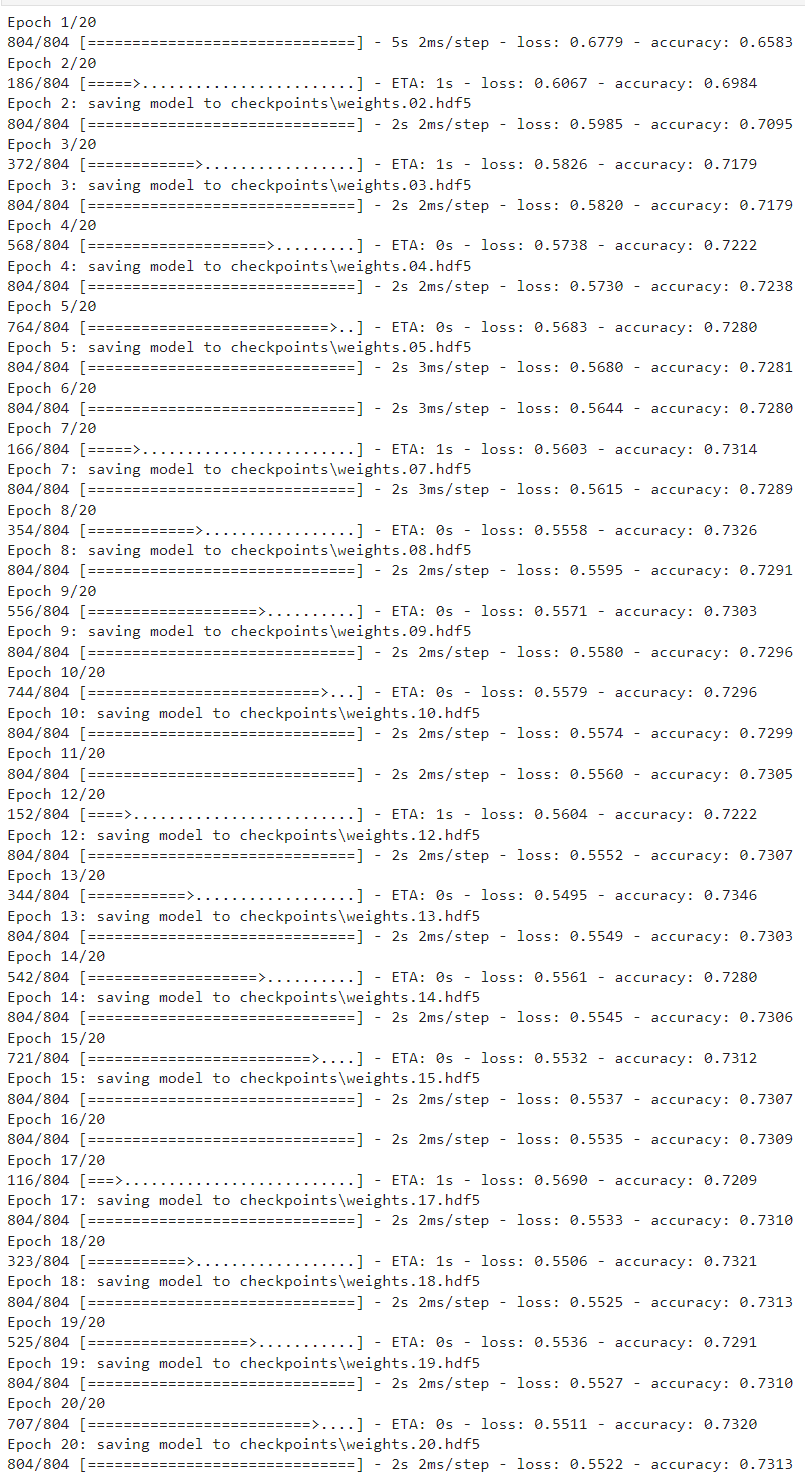 Epoch 1/20
804/804 [==============================] - 5s 2ms/step - loss: 0.6779 - accuracy: 0.6583
Epoch 2/20
186/804 [=====>........................] - ETA: 1s - loss: 0.6067 - accuracy: 0.6984
Epoch 2: saving model to checkpoints\weights.02.hdf5
804/804 [==============================] - 2s 2ms/step - loss: 0.5985 - accuracy: 0.7095
Epoch 3/20
372/804 [============>.................] - ETA: 1s - loss: 0.5826 - accuracy: 0.7179
Epoch 3: saving model to checkpoints\weights.03.hdf5
804/804 [==============================] - 2s 2ms/step - loss: 0.5820 - accuracy: 0.7179
Epoch 4/20
568/804 [====================>.........] - ETA: 0s - loss: 0.5738 - accuracy: 0.7222
Epoch 4: saving model to checkpoints\weights.04.hdf5
804/804 [==============================] - 2s 2ms/step - loss: 0.5730 - accuracy: 0.7238
Epoch 5/20
764/804 [===========================>..] - ETA: 0s - loss: 0.5683 - accuracy: 0.7280
Epoch 5: saving model to checkpoints\weights.05.hdf5
804/804 [==============================] - 2s 3ms/step - loss: 0.5680 - accuracy: 0.7281
Epoch 6/20
804/804 [==============================] - 2s 3ms/step - loss: 0.5644 - accuracy: 0.7280
Epoch 7/20
166/804 [=====>........................] - ETA: 1s - loss: 0.5603 - accuracy: 0.7314
Epoch 7: saving model to checkpoints\weights.07.hdf5
804/804 [==============================] - 2s 3ms/step - loss: 0.5615 - accuracy: 0.7289
Epoch 8/20
354/804 [============>.................] - ETA: 0s - loss: 0.5558 - accuracy: 0.7326
Epoch 8: saving model to checkpoints\weights.08.hdf5
804/804 [==============================] - 2s 2ms/step - loss: 0.5595 - accuracy: 0.7291
Epoch 9/20
556/804 [===================>..........] - ETA: 0s - loss: 0.5571 - accuracy: 0.7303
Epoch 9: saving model to checkpoints\weights.09.hdf5
804/804 [==============================] - 2s 2ms/step - loss: 0.5580 - accuracy: 0.7296
Epoch 10/20
744/804 [==========================>...] - ETA: 0s - loss: 0.5579 - accuracy: 0.7296
Epoch 10: saving model to checkpoints\weights.10.hdf5
804/804 [==============================] - 2s 2ms/step - loss: 0.5574 - accuracy: 0.7299
Epoch 11/20
804/804 [==============================] - 2s 2ms/step - loss: 0.5560 - accuracy: 0.7305
Epoch 12/20
152/804 [====>.........................] - ETA: 1s - loss: 0.5604 - accuracy: 0.7222
Epoch 12: saving model to checkpoints\weights.12.hdf5
804/804 [==============================] - 2s 2ms/step - loss: 0.5552 - accuracy: 0.7307
Epoch 13/20
344/804 [===========>..................] - ETA: 0s - loss: 0.5495 - accuracy: 0.7346
Epoch 13: saving model to checkpoints\weights.13.hdf5
804/804 [==============================] - 2s 2ms/step - loss: 0.5549 - accuracy: 0.7303
Epoch 14/20
542/804 [===================>..........] - ETA: 0s - loss: 0.5561 - accuracy: 0.7280
Epoch 14: saving model to checkpoints\weights.14.hdf5
804/804 [==============================] - 2s 2ms/step - loss: 0.5545 - accuracy: 0.7306
Epoch 15/20
721/804 [=========================>....] - ETA: 0s - loss: 0.5532 - accuracy: 0.7312
Epoch 15: saving model to checkpoints\weights.15.hdf5
804/804 [==============================] - 2s 2ms/step - loss: 0.5537 - accuracy: 0.7307
Epoch 16/20
804/804 [==============================] - 2s 2ms/step - loss: 0.5535 - accuracy: 0.7309
Epoch 17/20
116/804 [===>..........................] - ETA: 1s - loss: 0.5690 - accuracy: 0.7209
Epoch 17: saving model to checkpoints\weights.17.hdf5
804/804 [==============================] - 2s 2ms/step - loss: 0.5533 - accuracy: 0.7310
Epoch 18/20
323/804 [===========>..................] - ETA: 1s - loss: 0.5506 - accuracy: 0.7321
Epoch 18: saving model to checkpoints\weights.18.hdf5
804/804 [==============================] - 2s 2ms/step - loss: 0.5525 - accuracy: 0.7313
Epoch 19/20
525/804 [==================>...........] - ETA: 0s - loss: 0.5536 - accuracy: 0.7291
Epoch 19: saving model to checkpoints\weights.19.hdf5
804/804 [==============================] - 2s 2ms/step - loss: 0.5527 - accuracy: 0.7310
Epoch 20/20
707/804 [=========================>....] - ETA: 0s - loss: 0.5511 - accuracy: 0.7320
Epoch 20: saving model to checkpoints\weights.20.hdf5
804/804 [==============================] - 2s 2ms/step - loss: 0.5522 - accuracy: 0.7313